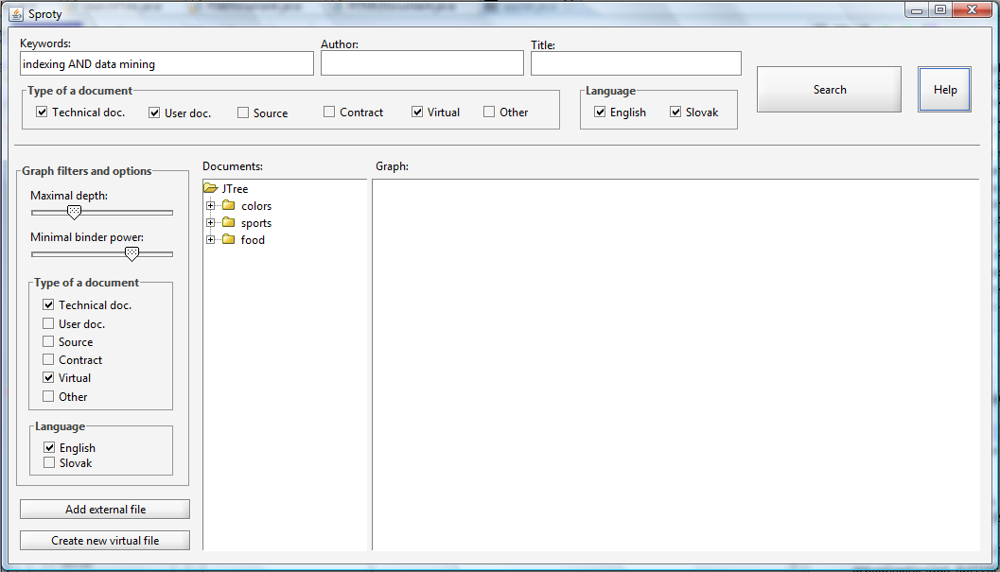 Sproty
Keywords:
Author:
Title:
indexing AND data mining
Type of a document
Technical doc.
User doc.
Source
Contract
Virtual
Other
Language
English
Slovak
Search
Help
Graph filters and options
Maximal depth:
Minimal binder power:
Type of a document
Technical doc.
User doc.
Source
Contract
Virtual
Other
Language
English
Slovak
Add external file
Create new virtual file
Documents:
JTree
colors
sports
food
Graph: